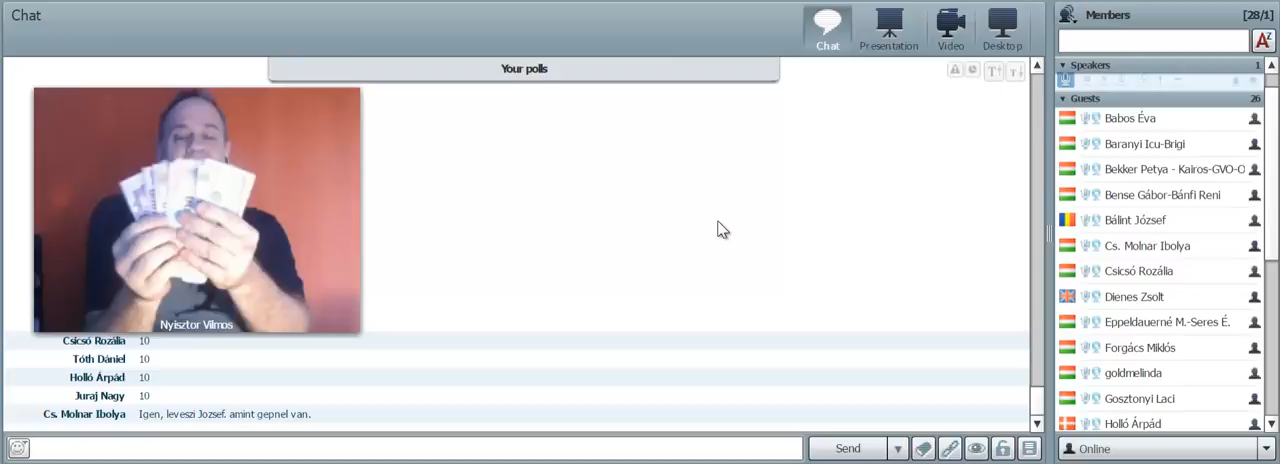 Chat
Chat
Presentation
Video
Desktop
Your polls
Nyisztor Vilmos
Csicsó Rozália 10
Tóth Dániel 10
Holló Árpád 10
Juraj Nagy 10
Cs. Molnar Ibolya Igen, leveszi Jozsef. amint gepnel van.
Send
Members [28/1]
Speakers 1
Guests 26
Babos Éva
Baranyi Icu-Brigi
Bekker Petya - Kairos-GVO-O
Bense Gábor-Bánfi Reni
Bálint József
Cs. Molnar Ibolya
Csicsó Rozália
Dienes Zsolt
Eppeldauerné M.-Seres É.
Forgács Miklós
goldmelinda
Gosztonyi Laci
Holló Árpád
Online